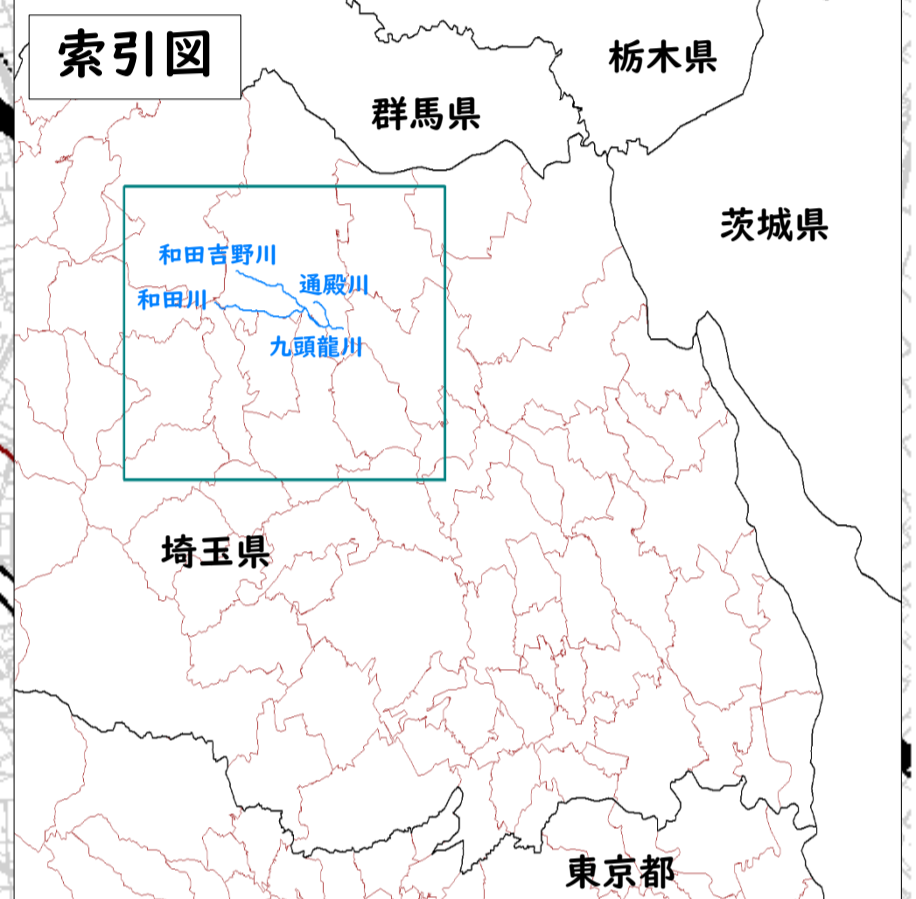 索引図
栃木県
群馬県
茨城県
和田吉野川
通殿川
和田川
九頭龍川
埼玉県
東京都